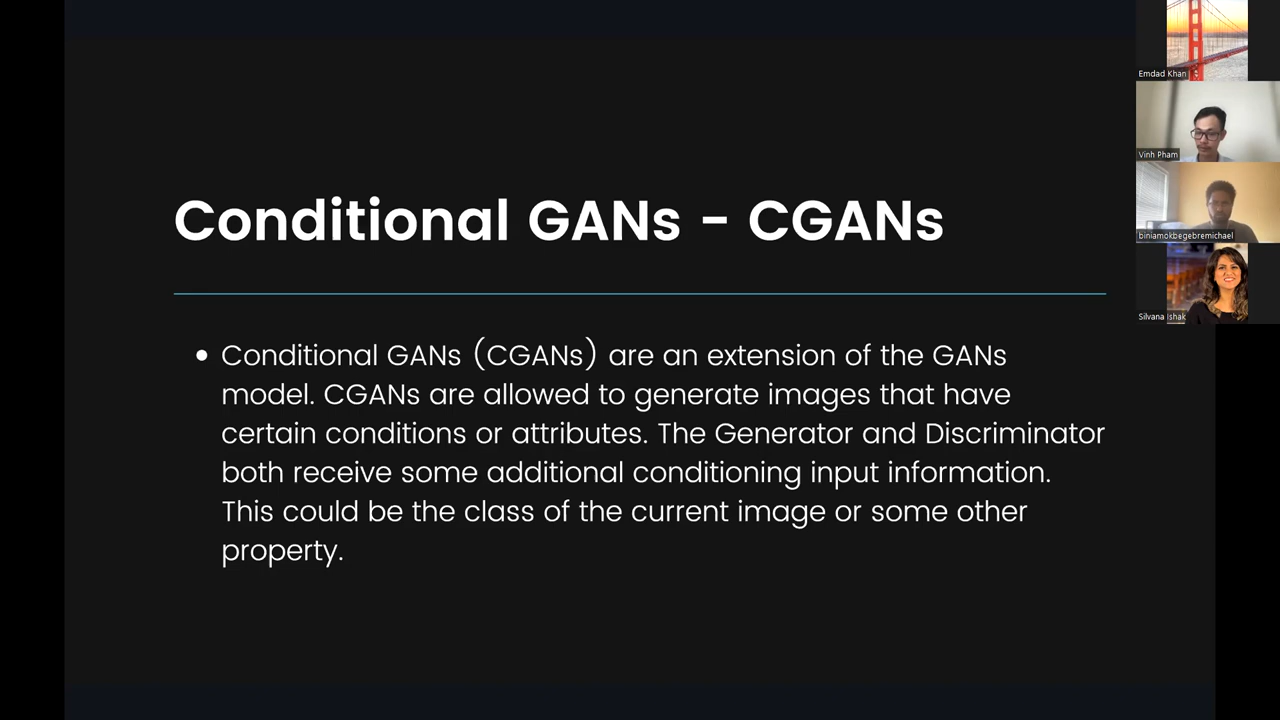 Conditional GANs - CGANs
• Conditional GANs (CGANs) are an extension of the GANs
model. CGANs are allowed to generate images that have
certain conditions or attributes. The Generator and Discriminator
both receive some additional conditioning input information.
This could be the class of the current image or some other
property.
Emdad Khan
Vinh Pham
biniamokbegebremichael
Silvana Ishak